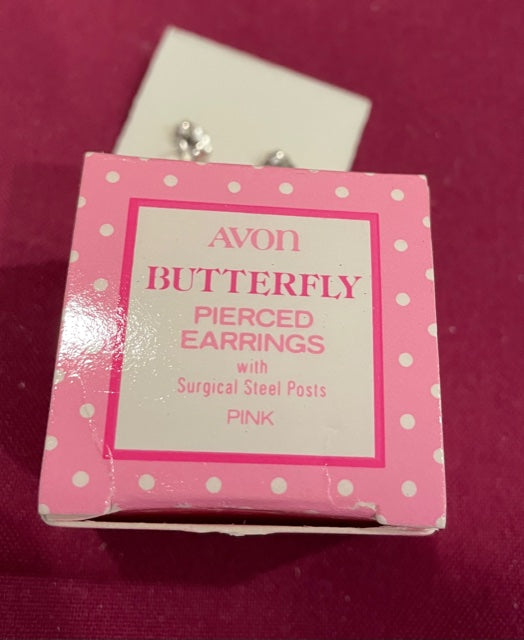 AVON
BUTTERFLY
PIERCED
EARRINGS
with
Surgical Steel Posts
PINK